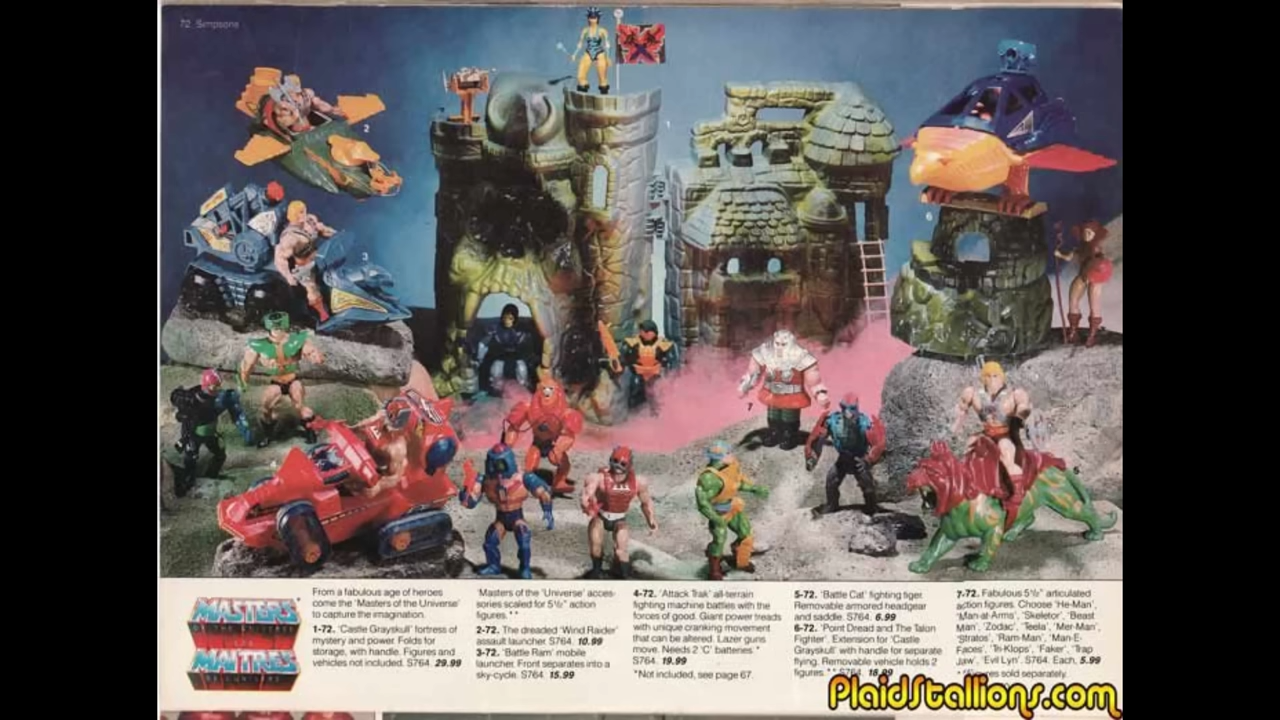 72 Simpsons
2
1
3
6
7
MASTERS
OF THE UNIVERSE
MAITRES
DE L'UNIVERS
From a fabulous age of heroes
come the 'Masters of the Universe'
to capture the imagination.
1-72. 'Castle Grayskull' fortress of
mystery and power. Folds for
storage, with handle. Figures and
vehicles not included. S764. 29.99
'Masters of the 'Universe' acces-
sories scaled for 5½" action
figures.**
2-72. The dreaded 'Wind Raider'
assault launcher. S764. 10.99
3-72. 'Battle Ram' mobile
launcher. Front separates into a
sky-cycle. S764. 15.99
4-72. 'Attack Trak' all-terrain
fighting machine battles with the
forces of good. Giant power treads
with unique cranking movement
that can be altered. Lazer guns
move. Needs 2 'C' batteries.*
S764. 19.99
*Not included, see page 67.
5-72. 'Battle Cat' fighting tiger.
Removable armored headgear
and saddle. S764. 6.99
6-72. 'Point Dread and The Talon
Fighter'. Extension for 'Castle
Grayskull' with handle for separate
flying. Removable vehicle holds 2
figures.** S764. 18.99
7-72. Fabulous 5½" articulated
action figures. Choose 'He-Man',
'Man-at-Arms', 'Skeletor', 'Beast
Man', 'Zodac', 'Teela', 'Mer-Man',
'Stratos', 'Ram-Man', 'Man-E-
Faces', 'Tri-Klops', 'Faker', 'Trap
Jaw', 'Evil Lyn'. S764. Each, 5.99
sold separately.
PlaidStallions.com